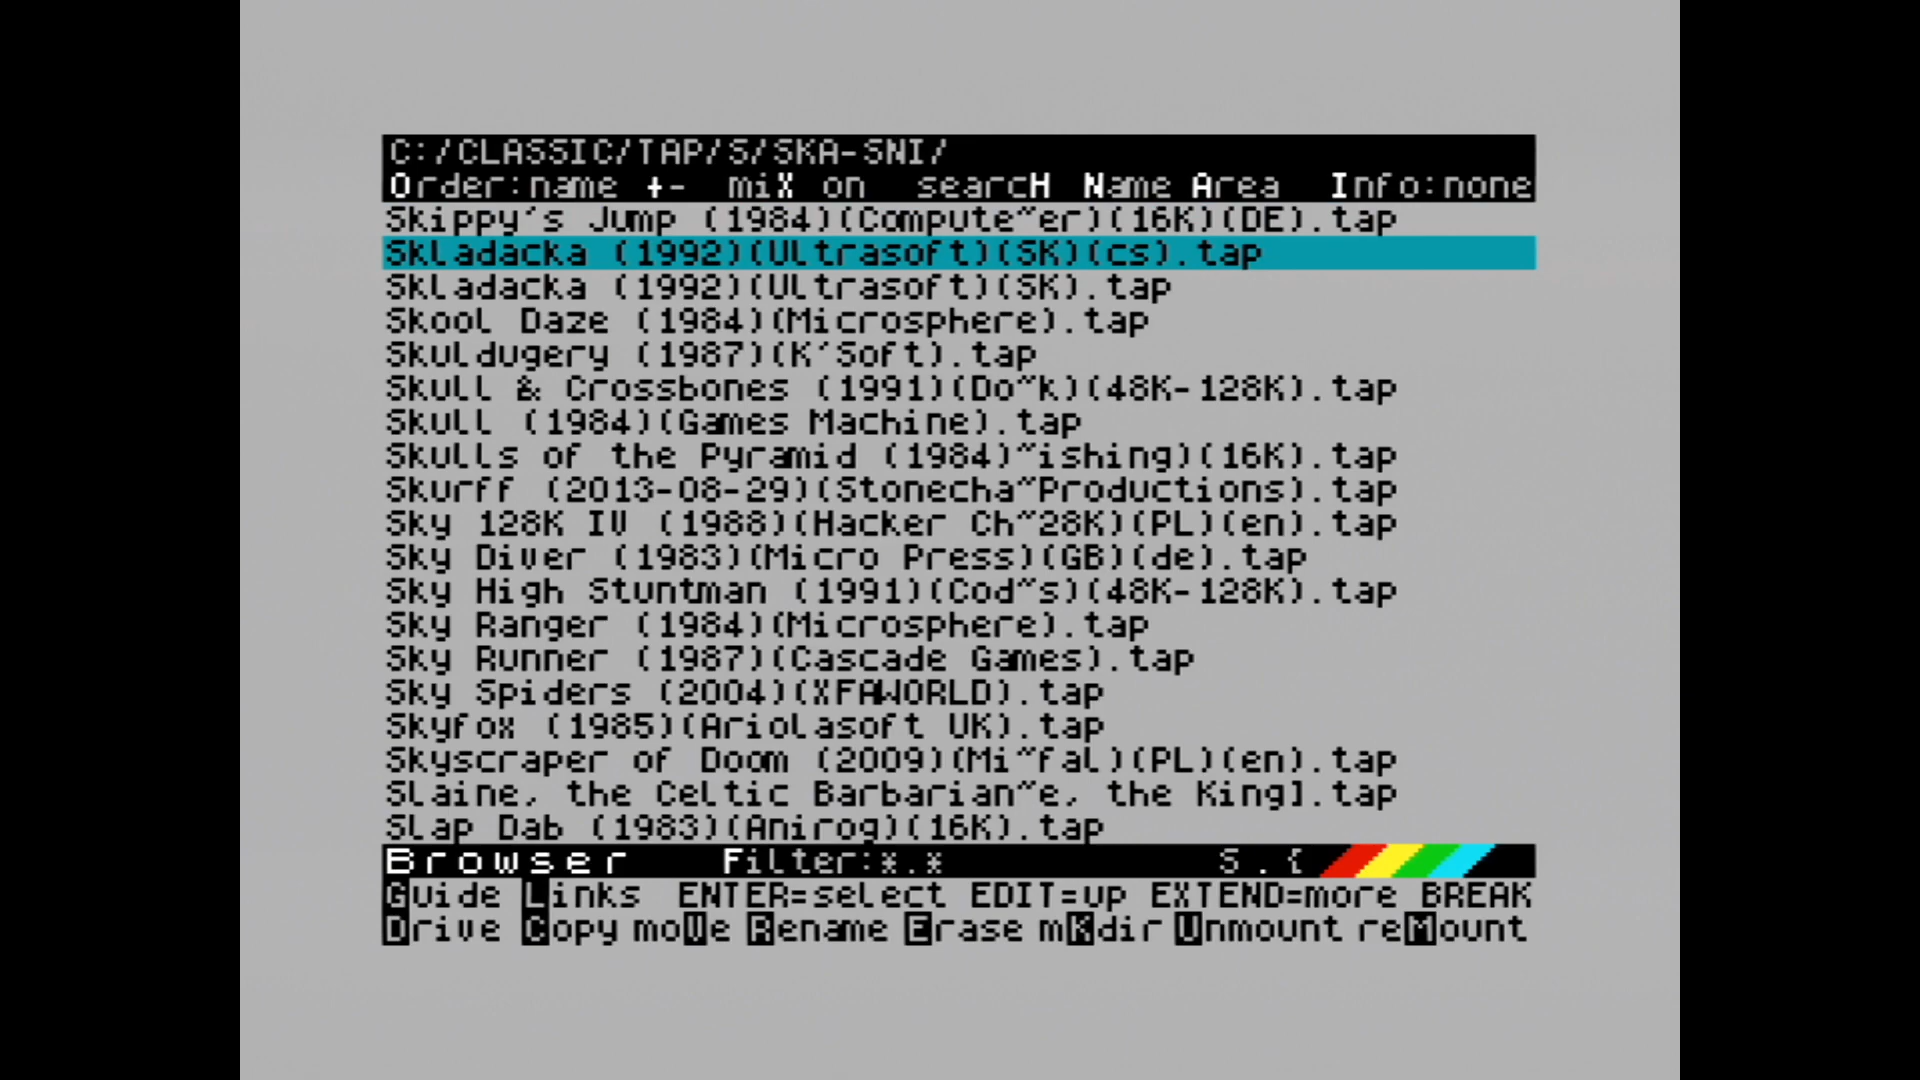 C:/CLASSIC/TAP/S/SKA-SNI/
Order:name +- miX on searcH Name Area Info:none
Skippy's Jump (1984)(Compute~er)(16K)(DE).tap
Skladacka (1992)(Ultrasoft)(SK)(cs).tap
Skladacka (1992)(Ultrasoft)(SK).tap
Skool Daze (1984)(Microsphere).tap
Skuldugery (1987)(K'Soft).tap
Skull & Crossbones (1991)(Do~k)(48K-128K).tap
Skull (1984)(Games Machine).tap
Skulls of the Pyramid (1984)~ishing)(16K).tap
Skurff (2013-08-29)(Stonecha~Productions).tap
Sky 128K IV (1988)(Hacker Ch~28K)(PL)(en).tap
Sky Diver (1983)(Micro Press)(GB)(de).tap
Sky High Stuntman (1991)(Cod~s)(48K-128K).tap
Sky Ranger (1984)(Microsphere).tap
Sky Runner (1987)(Cascade Games).tap
Sky Spiders (2004)(XFAWORLD).tap
Skyfox (1985)(Ariolasoft UK).tap
Skyscraper of Doom (2009)(Mi~fal)(PL)(en).tap
Slaine, the Celtic Barbarian~e, the King].tap
Slap Dab (1983)(Anirog)(16K).tap
Browser Filter:*.* S.{
Guide Links ENTER=select EDIT=up EXTEND=more BREAK
Drive Copy moVe Rename Erase mKdir Unmount reMount